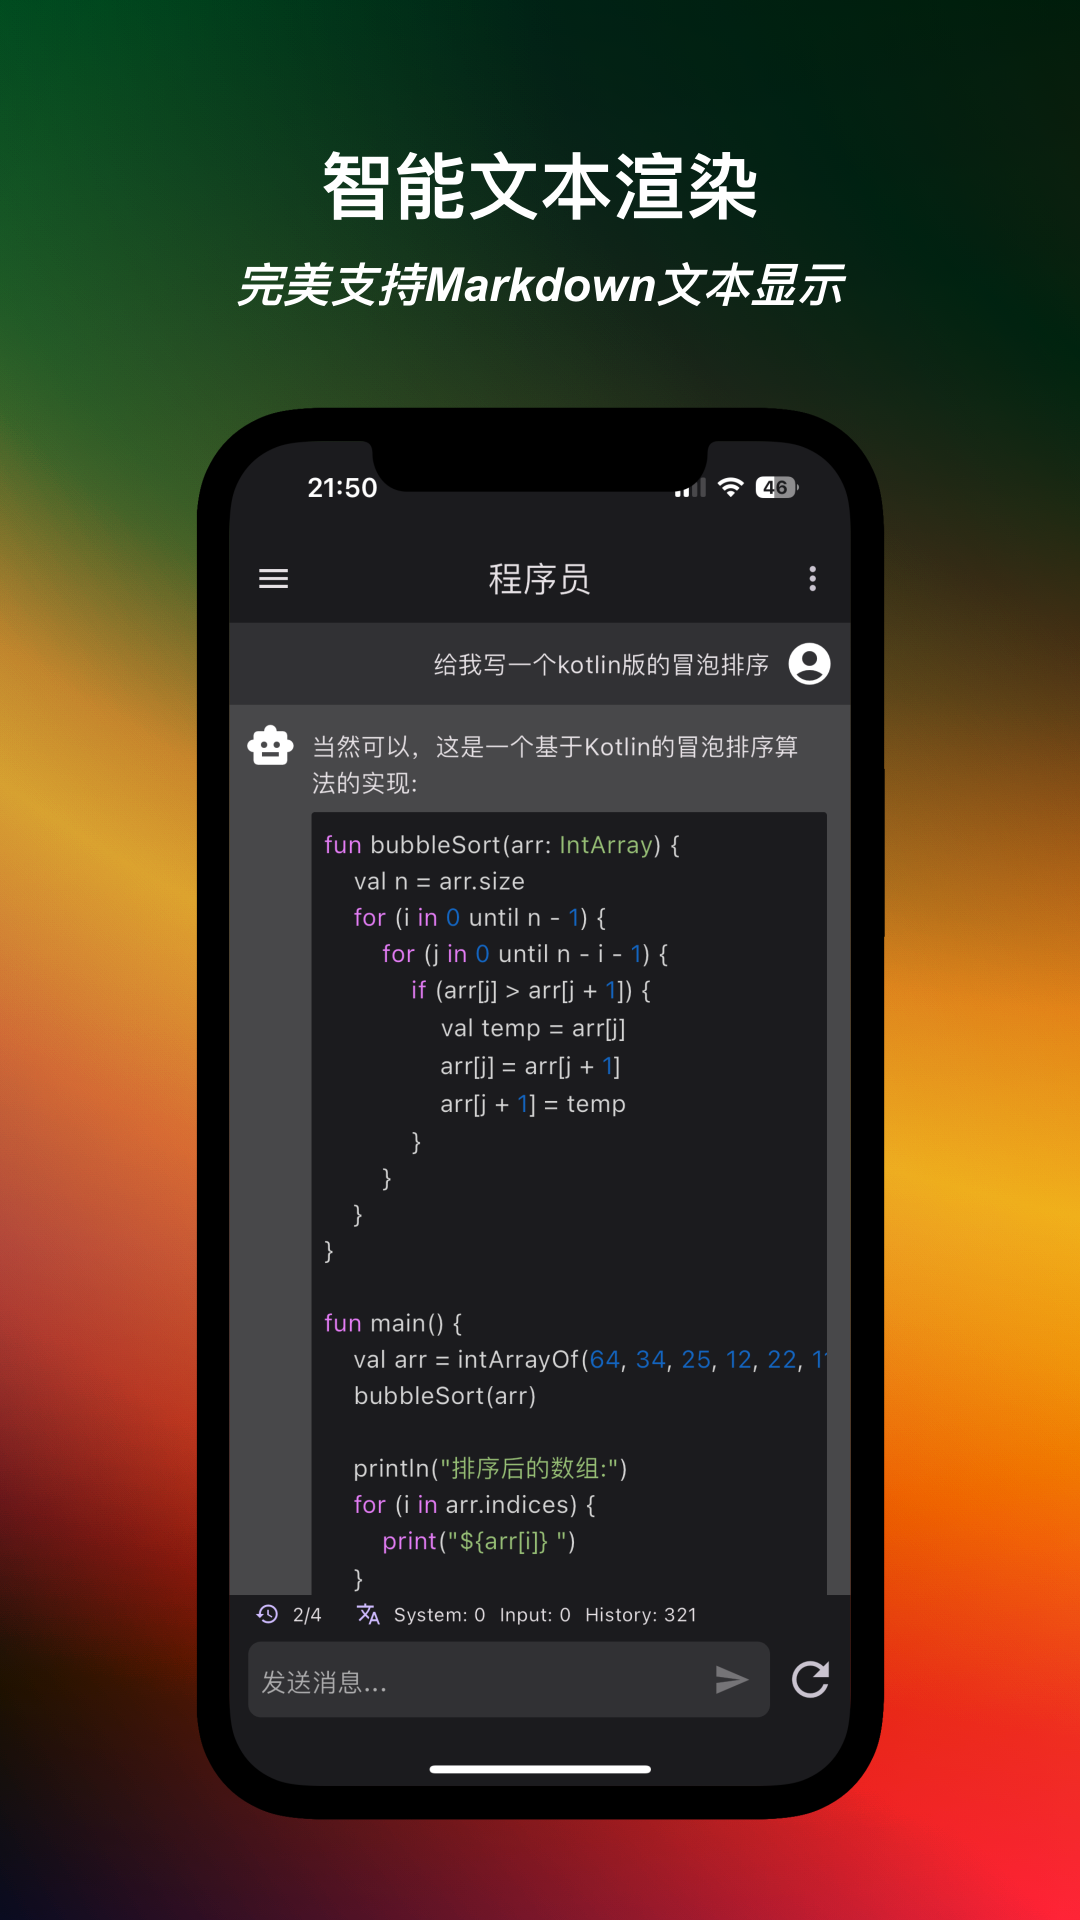 智能文本渲染
完美支持Markdown文本显示
21:50
46
程序员
给我写一个kotlin版的冒泡排序
当然可以，这是一个基于Kotlin的冒泡排序算
法的实现:
fun bubbleSort(arr: IntArray) {
val n = arr.size
for (i in 0 until n - 1) {
for (j in 0 until n - i - 1) {
if (arr[j] > arr[j + 1]) {
val temp = arr[j]
arr[j] = arr[j + 1]
arr[j + 1] = temp
}
}
}
}
fun main() {
val arr = intArrayOf(64, 34, 25, 12, 22, 11
bubbleSort(arr)
println("排序后的数组:")
for (i in arr.indices) {
print("${arr[i]} ")
}
2/4 System: 0 Input: 0 History: 321
发送消息...